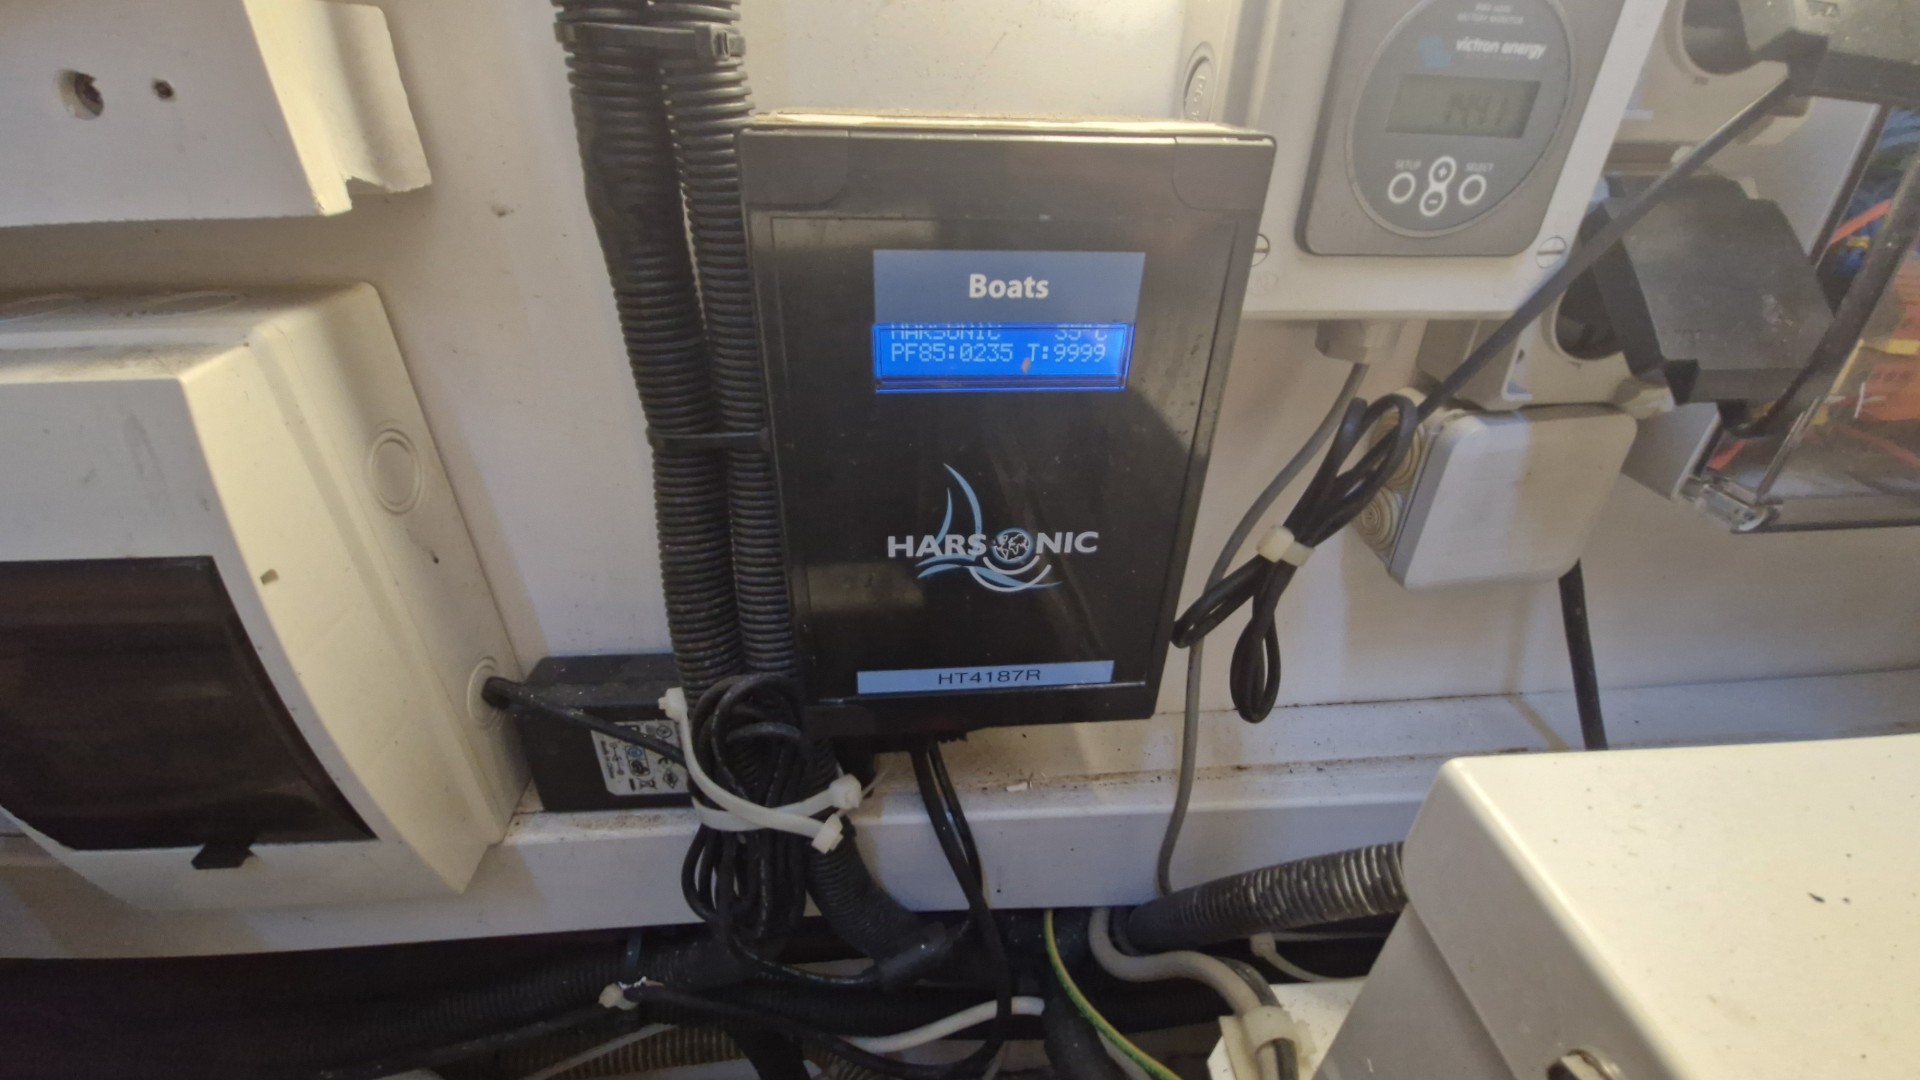 victron energy
SETUP
SELECT
Boats
HARSONIC 35°C
PF85:0235 T:9999
HARSONIC
HT4187R